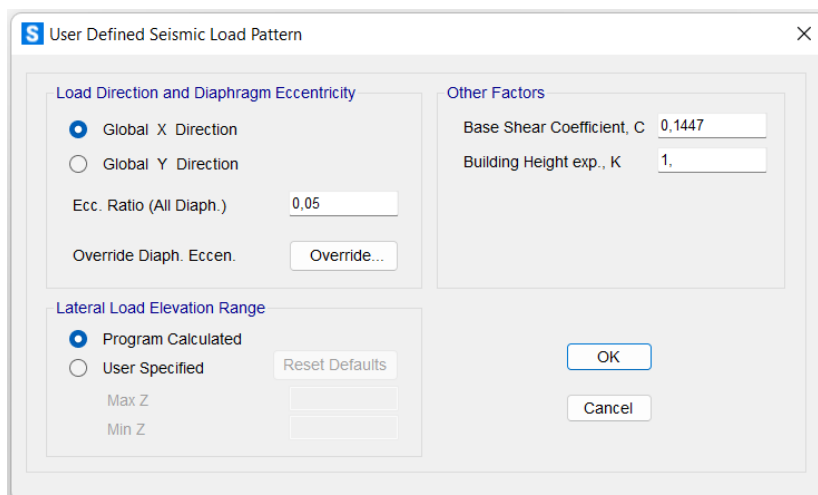 S User Defined Seismic Load Pattern
Load Direction and Diaphragm Eccentricity
Global X Direction
Global Y Direction
Ecc. Ratio (All Diaph.) 0,05
Override Diaph. Eccen. Override...
Other Factors
Base Shear Coefficient, C 0,1447
Building Height exp., K 1,
Lateral Load Elevation Range
Program Calculated
User Specified Reset Defaults
Max Z
Min Z
OK
Cancel